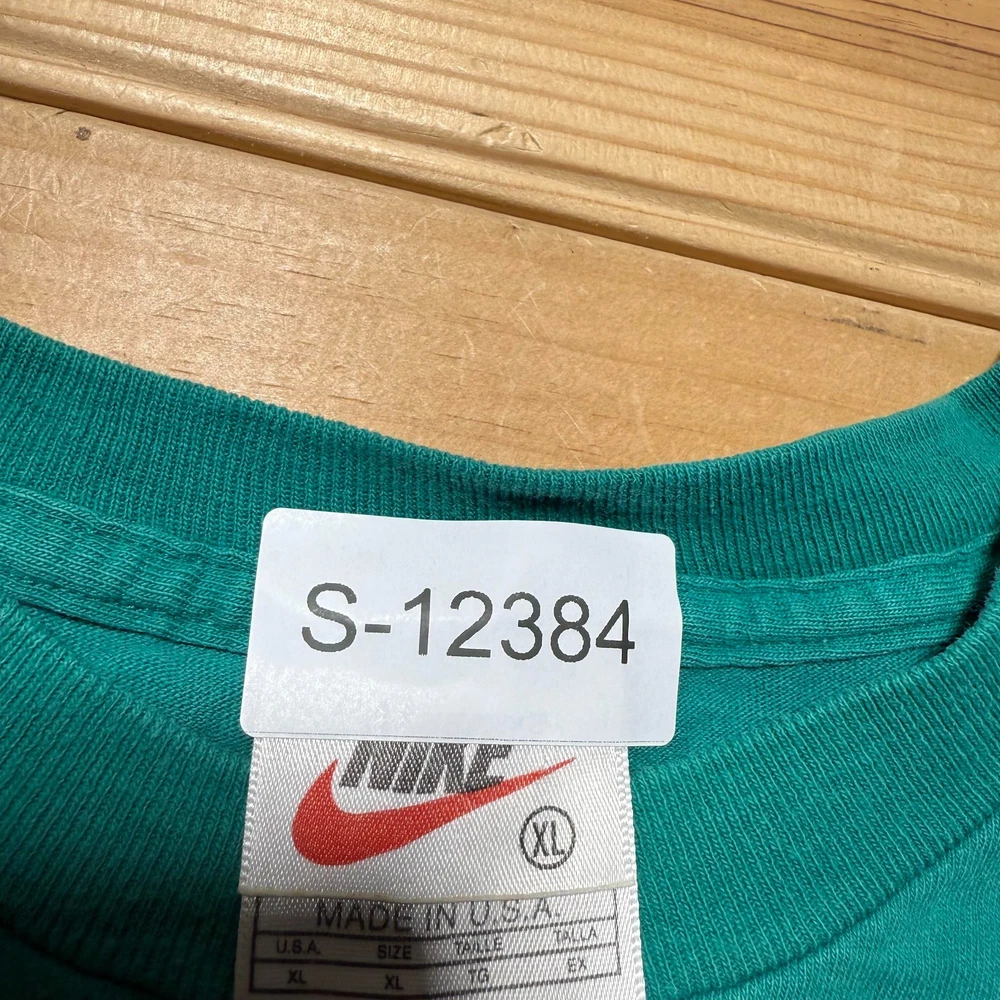 S-12384
NIKE
XL
MADE IN U.S.A.
U.S.A. SIZE TAILLE TALLA
XL XL TG EX